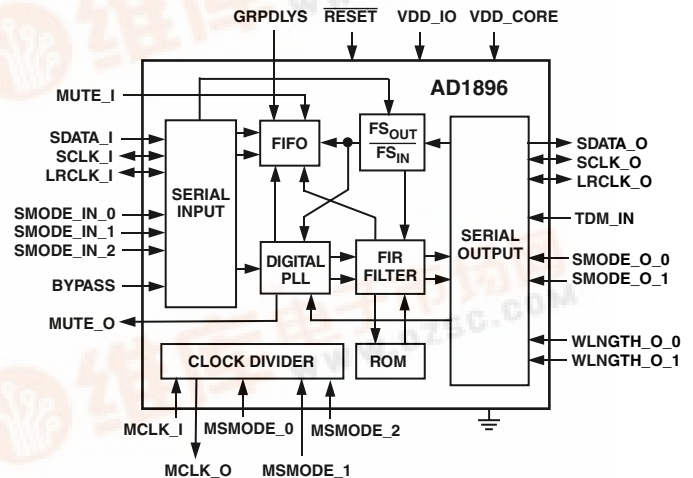 GRPDLYS RESET VDD_IO VDD_CORE
AD1896
MUTE_I
SDATA_I
SCLK_I
LRCLK_I
SMODE_IN_0
SMODE_IN_1
SMODE_IN_2
BYPASS
MUTE_O
SERIAL
INPUT
FIFO
FSOUT
FSIN
DIGITAL
PLL
FIR
FILTER
ROM
CLOCK DIVIDER
SERIAL
OUTPUT
SDATA_O
SCLK_O
LRCLK_O
TDM_IN
SMODE_O_0
SMODE_O_1
WLNGTH_O_0
WLNGTH_O_1
MCLK_I
MCLK_O
MSMODE_0
MSMODE_1
MSMODE_2